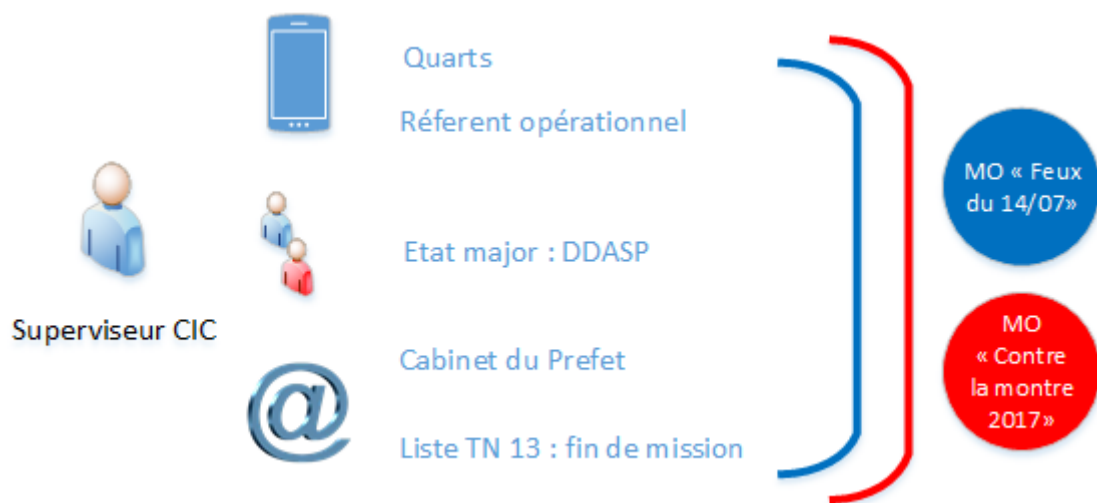 Quarts
Réferent opérationnel
MO « Feux
du 14/07»
Etat major : DDASP
Superviseur CIC
Cabinet du Prefet
MO
« Contre
la montre
2017»
Liste TN 13 : fin de mission